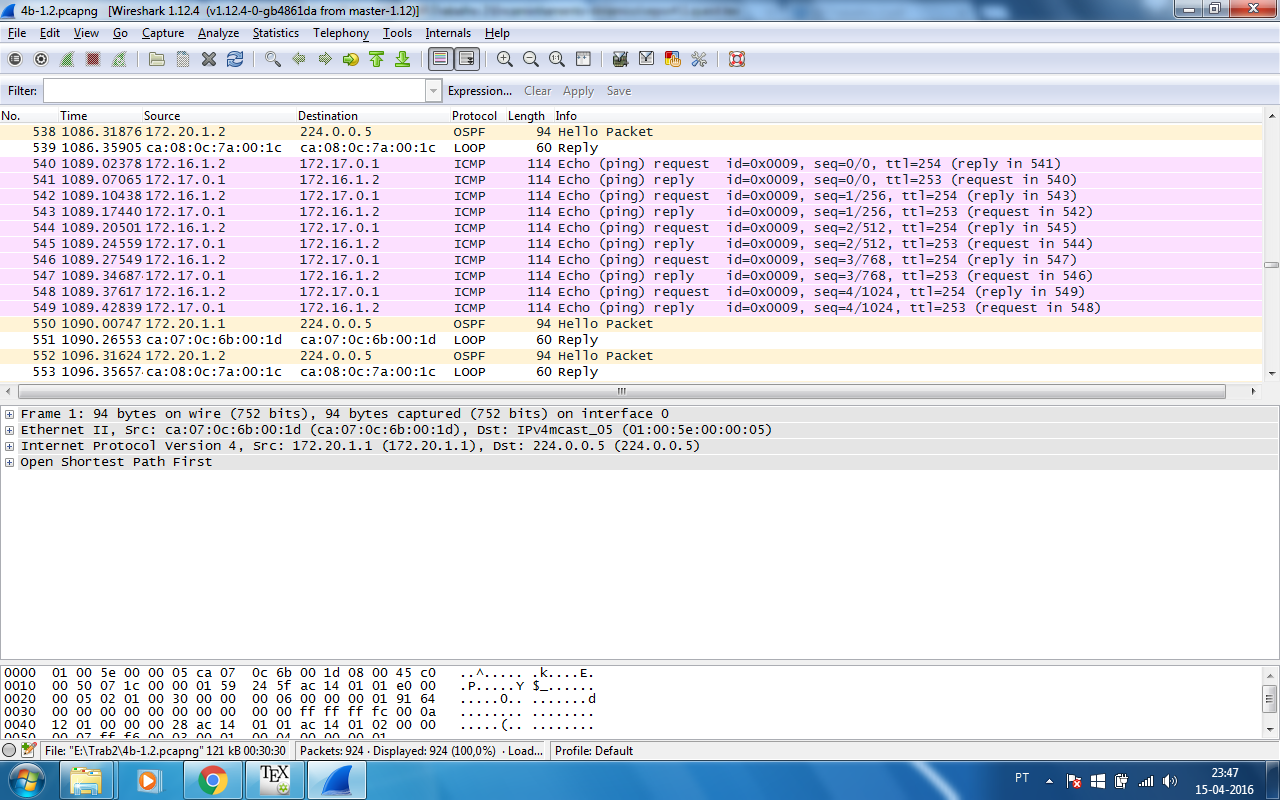 4b-1.2.pcapng [Wireshark 1.12.4 (v1.12.4-0-gb4861da from master-1.12)]
File Edit View Go Capture Analyze Statistics Telephony Tools Internals Help
Filter: Expression... Clear Apply Save
No. Time Source Destination Protocol Length Info
538 1086.31876 172.20.1.2 224.0.0.5 OSPF 94 Hello Packet
539 1086.35905 ca:08:0c:7a:00:1c ca:08:0c:7a:00:1c LOOP 60 Reply
540 1089.02378 172.16.1.2 172.17.0.1 ICMP 114 Echo (ping) request id=0x0009, seq=0/0, ttl=254 (reply in 541)
541 1089.07065 172.17.0.1 172.16.1.2 ICMP 114 Echo (ping) reply id=0x0009, seq=0/0, ttl=253 (request in 540)
542 1089.10438 172.16.1.2 172.17.0.1 ICMP 114 Echo (ping) request id=0x0009, seq=1/256, ttl=254 (reply in 543)
543 1089.17440 172.17.0.1 172.16.1.2 ICMP 114 Echo (ping) reply id=0x0009, seq=1/256, ttl=253 (request in 542)
544 1089.20501 172.16.1.2 172.17.0.1 ICMP 114 Echo (ping) request id=0x0009, seq=2/512, ttl=254 (reply in 545)
545 1089.24559 172.17.0.1 172.16.1.2 ICMP 114 Echo (ping) reply id=0x0009, seq=2/512, ttl=253 (request in 544)
546 1089.27549 172.16.1.2 172.17.0.1 ICMP 114 Echo (ping) request id=0x0009, seq=3/768, ttl=254 (reply in 547)
547 1089.34687 172.17.0.1 172.16.1.2 ICMP 114 Echo (ping) reply id=0x0009, seq=3/768, ttl=253 (request in 546)
548 1089.37617 172.16.1.2 172.17.0.1 ICMP 114 Echo (ping) request id=0x0009, seq=4/1024, ttl=254 (reply in 549)
549 1089.42839 172.17.0.1 172.16.1.2 ICMP 114 Echo (ping) reply id=0x0009, seq=4/1024, ttl=253 (request in 548)
550 1090.00747 172.20.1.1 224.0.0.5 OSPF 94 Hello Packet
551 1090.26553 ca:07:0c:6b:00:1d ca:07:0c:6b:00:1d LOOP 60 Reply
552 1096.31624 172.20.1.2 224.0.0.5 OSPF 94 Hello Packet
553 1096.35657 ca:08:0c:7a:00:1c ca:08:0c:7a:00:1c LOOP 60 Reply
Frame 1: 94 bytes on wire (752 bits), 94 bytes captured (752 bits) on interface 0
Ethernet II, Src: ca:07:0c:6b:00:1d (ca:07:0c:6b:00:1d), Dst: IPv4mcast_05 (01:00:5e:00:00:05)
Internet Protocol Version 4, Src: 172.20.1.1 (172.20.1.1), Dst: 224.0.0.5 (224.0.0.5)
Open Shortest Path First
0000 01 00 5e 00 00 05 ca 07 0c 6b 00 1d 08 00 45 c0 ..^..... .k....E.
0010 00 50 07 1c 00 00 01 59 24 5f ac 14 01 01 e0 00 .P.....Y $_......
0020 00 05 02 01 00 30 00 00 00 06 00 00 00 01 91 64 .....0.. .......d
0030 00 00 00 00 00 00 00 00 00 00 ff ff ff fc 00 0a ........ ........
0040 12 01 00 00 00 28 ac 14 01 01 ac 14 01 02 00 00 .....(.. ........
0050 00 07 ff f6 00 03 00 01 00 04 00 00 00 01
File: "E:\Trab2\4b-1.2.pcapng" 121 kB 00:30:30 Packets: 924 · Displayed: 924 (100,0%) · Load... Profile: Default
TEX PT 23:47
15-04-2016